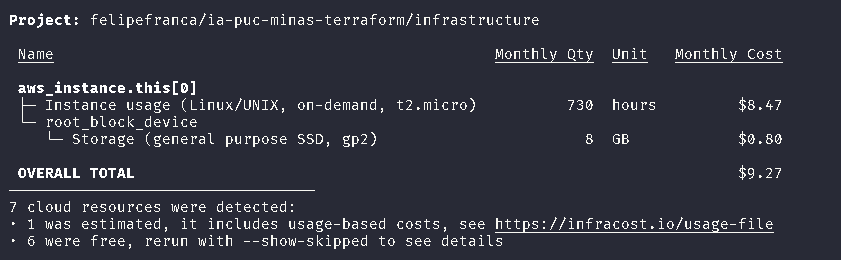 Project: felipefranca/ia-puc-minas-terraform/infrastructure
Name Monthly Qty Unit Monthly Cost
aws_instance.this[0]
├─ Instance usage (Linux/UNIX, on-demand, t2.micro) 730 hours $8.47
└─ root_block_device
└─ Storage (general purpose SSD, gp2) 8 GB $0.80
OVERALL TOTAL $9.27
7 cloud resources were detected:
· 1 was estimated, it includes usage-based costs, see https://infracost.io/usage-file
· 6 were free, rerun with --show-skipped to see details